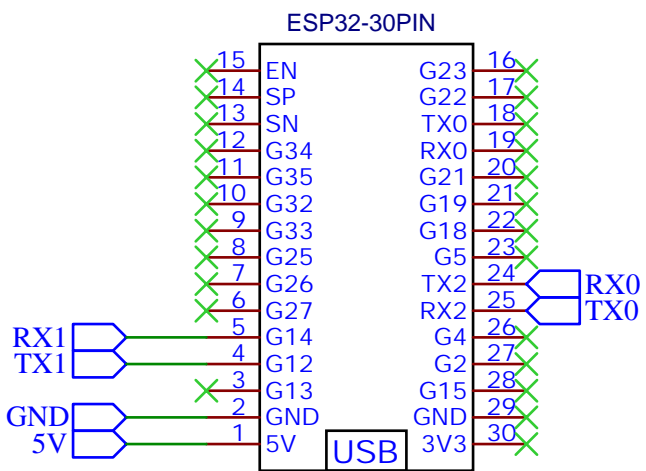 ESP32-30PIN
15 EN G23 16
14 SP G22 17
13 SN TX0 18
12 G34 RX0 19
11 G35 G21 20
10 G32 G19 21
9 G33 G18 22
8 G25 G5 23
7 G26 TX2 24 RX0
6 G27 RX2 25 TX0
RX1 5 G14 G4 26
TX1 4 G12 G2 27
3 G13 G15 28
GND 2 GND GND 29
5V 1 5V USB 3V3 30